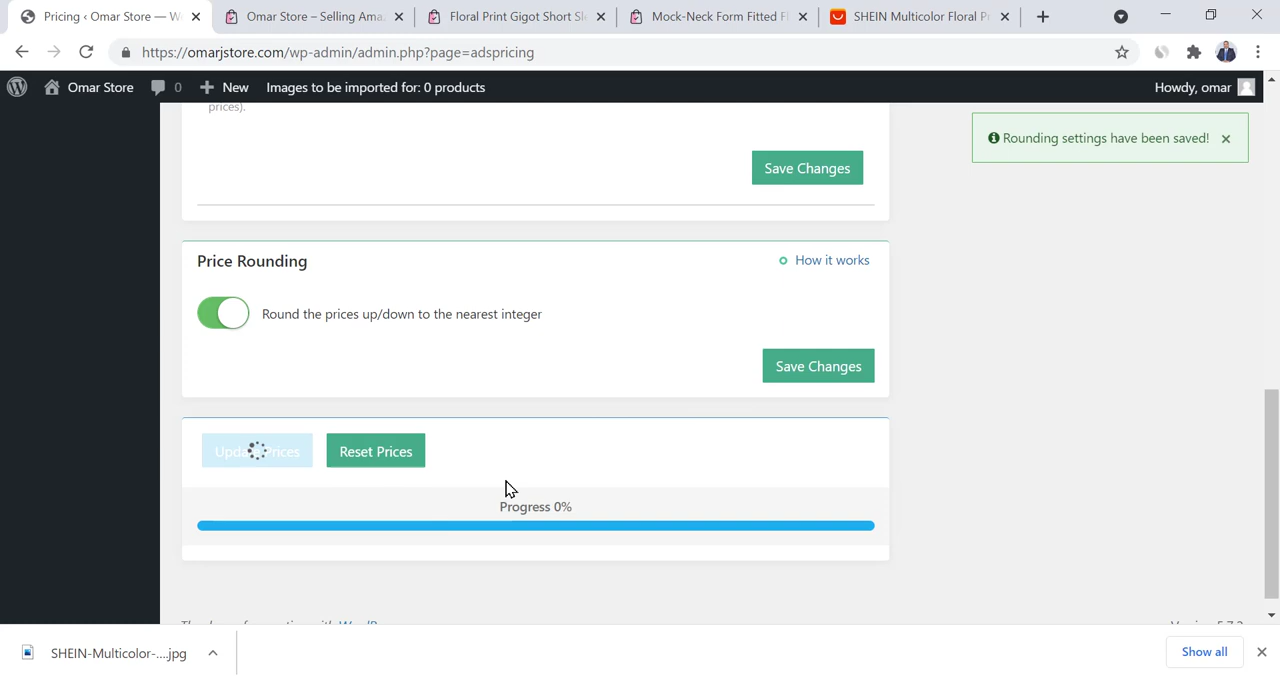 Pricing ‹ Omar Store — W
Omar Store – Selling Ama
Floral Print Gigot Short Sl
Mock-Neck Form Fitted F
SHEIN Multicolor Floral P
https://omarjstore.com/wp-admin/admin.php?page=adspricing
Omar Store
0
New
Images to be imported for: 0 products
Howdy, omar
prices).
Rounding settings have been saved!
Save Changes
Price Rounding
How it works
Round the prices up/down to the nearest integer
Save Changes
Update Prices
Reset Prices
Progress 0%
SHEIN-Multicolor-....jpg
Show all